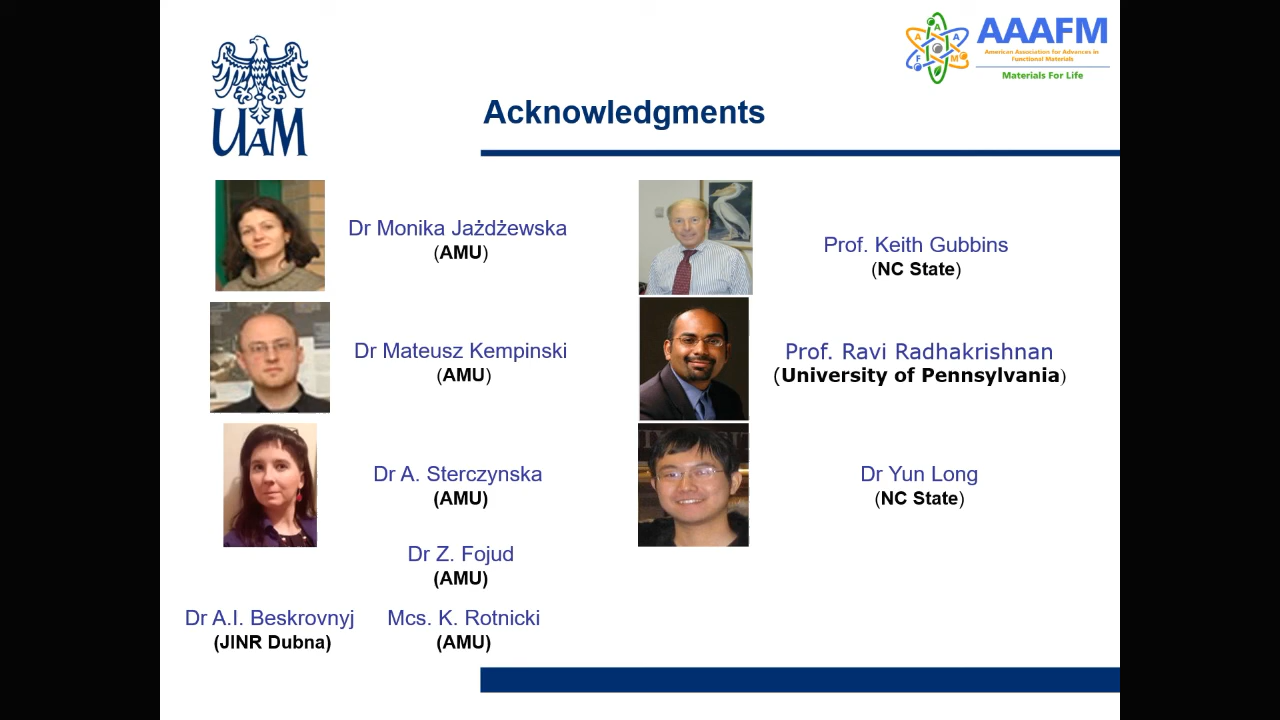 UAM
A A A F M
AAAFM
American Association for Advances in
Functional Materials
Materials For Life
Acknowledgments
Dr Monika Jażdżewska
(AMU)
Prof. Keith Gubbins
(NC State)
Dr Mateusz Kempinski
(AMU)
Prof. Ravi Radhakrishnan
(University of Pennsylvania)
Dr A. Sterczynska
(AMU)
Dr Yun Long
(NC State)
Dr Z. Fojud
(AMU)
Dr A.I. Beskrovnyj
(JINR Dubna)
Mcs. K. Rotnicki
(AMU)